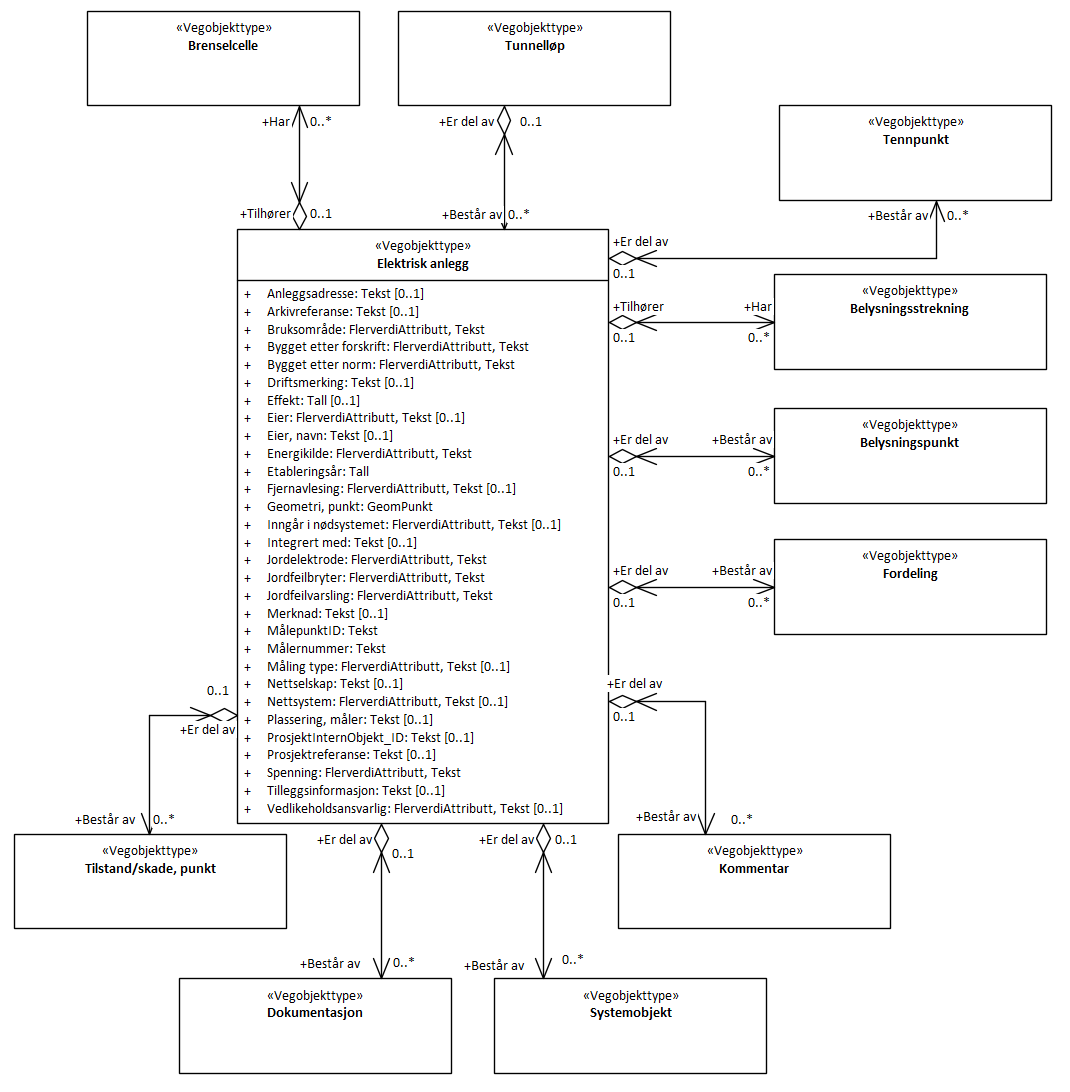 «Vegobjekttype»
Brenselcelle
«Vegobjekttype»
Tunnelløp
+Har
0..*
+Er del av
0..1
«Vegobjekttype»
Tennpunkt
+Tilhører
0..1
+Består av
0..*
+Består av
0..*
«Vegobjekttype»
Elektrisk anlegg
+ Anleggsadresse: Tekst [0..1]
+ Arkivreferanse: Tekst [0..1]
+ Bruksområde: FlerverdiAttributt, Tekst
+ Bygget etter forskrift: FlerverdiAttributt, Tekst
+ Bygget etter norm: FlerverdiAttributt, Tekst
+ Driftsmerking: Tekst [0..1]
+ Effekt: Tall [0..1]
+ Eier: FlerverdiAttributt, Tekst [0..1]
+ Eier, navn: Tekst [0..1]
+ Energikilde: FlerverdiAttributt, Tekst
+ Etableringsår: Tall
+ Fjernavlesing: FlerverdiAttributt, Tekst [0..1]
+ Geometri, punkt: GeomPunkt
+ Inngår i nødsystemet: FlerverdiAttributt, Tekst [0..1]
+ Integrert med: Tekst [0..1]
+ Jordelektrode: FlerverdiAttributt, Tekst
+ Jordfeilbryter: FlerverdiAttributt, Tekst
+ Jordfeilvarsling: FlerverdiAttributt, Tekst
+ Merknad: Tekst [0..1]
+ MålepunktID: Tekst
+ Målernummer: Tekst
+ Måling type: FlerverdiAttributt, Tekst [0..1]
+ Nettselskap: Tekst [0..1]
+ Nettsystem: FlerverdiAttributt, Tekst [0..1]
+ Plassering, måler: Tekst [0..1]
+ ProsjektInternObjekt_ID: Tekst [0..1]
+ Prosjektreferanse: Tekst [0..1]
+ Spenning: FlerverdiAttributt, Tekst
+ Tilleggsinformasjon: Tekst [0..1]
+ Vedlikeholdsansvarlig: FlerverdiAttributt, Tekst [0..1]
+Er del av
0..1
+Tilhører
0..1
+Har
0..*
«Vegobjekttype»
Belysningsstrekning
+Er del av
0..1
+Består av
0..*
«Vegobjekttype»
Belysningspunkt
+Er del av
0..1
+Består av
0..*
«Vegobjekttype»
Fordeling
+Er del av
0..1
0..1
+Er del av
+Består av
0..*
«Vegobjekttype»
Tilstand/skade, punkt
+Er del av
0..1
+Er del av
0..1
+Består av
0..*
«Vegobjekttype»
Kommentar
+Består av
0..*
+Består av
0..*
«Vegobjekttype»
Dokumentasjon
«Vegobjekttype»
Systemobjekt